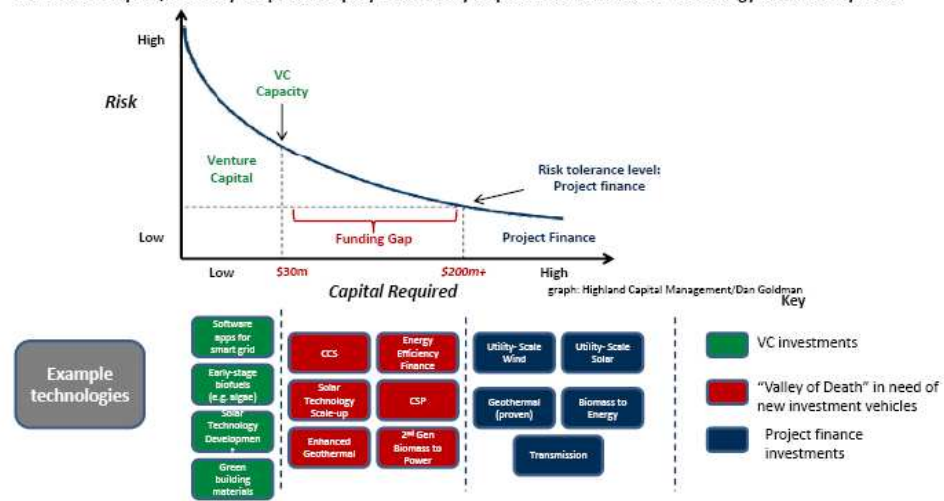 High
Risk
VC
Capacity
Venture
Capital
Risk tolerance level:
Project finance
Low
Funding Gap
Project Finance
Low
$30m
$200m+
High
Capital Required
graph: Highland Capital Management/Dan Goldman
Key
Example
technologies
Software
apps for
smart grid
Early-stage
biofuels
(e.g. algae)
Solar
Technology
Developmen
Green
building
materials
CCS
Energy
Efficiency
Finance
Solar
Technology
Scale-up
CSP
Enhanced
Geothermal
2nd Gen
Biomass to
Power
Utility- Scale
Wind
Utility- Scale
Solar
Geothermal
(proven)
Biomass to
Energy
Transmission
VC investments
“Valley of Death” in need of
new investment vehicles
Project finance
investments